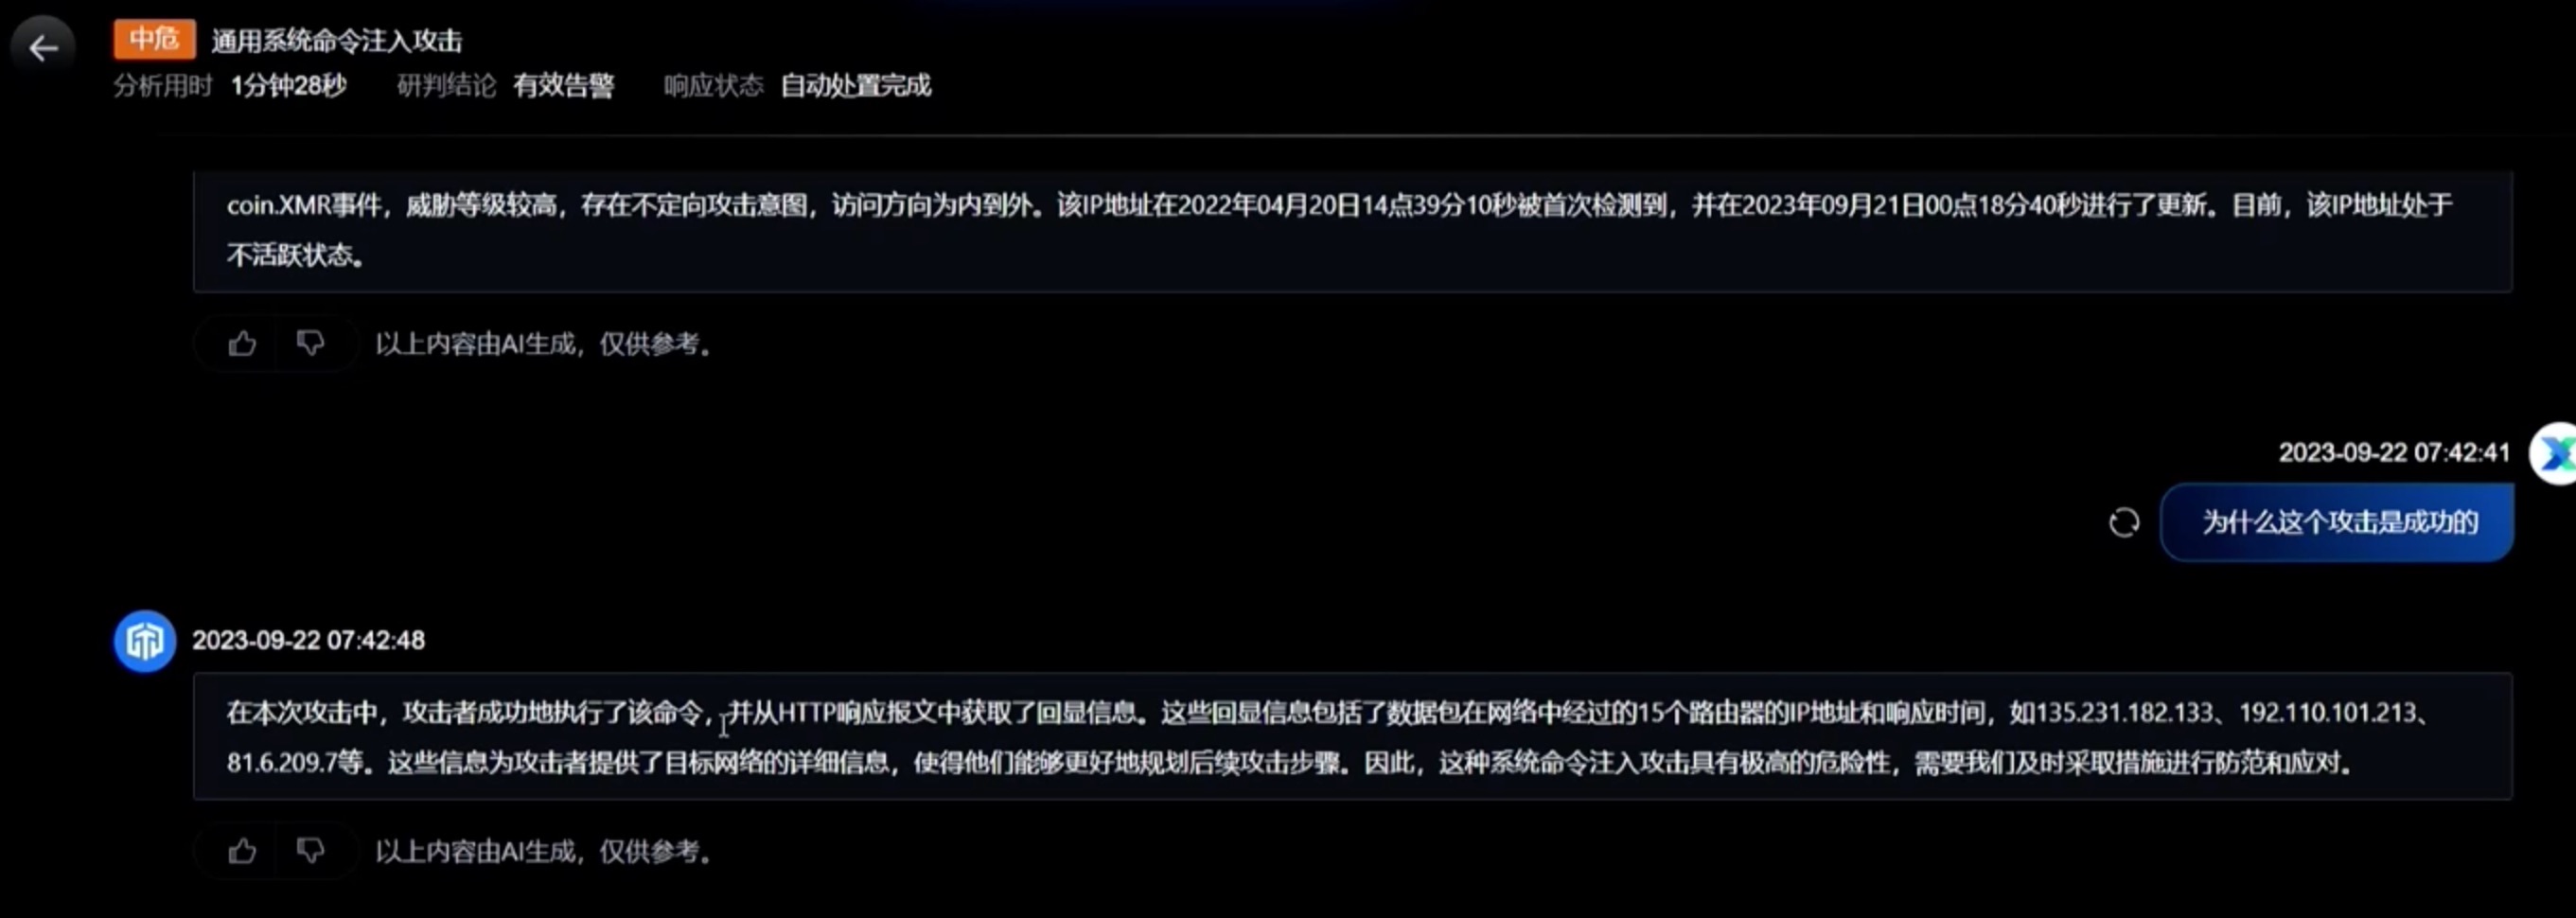 中危 通用系统命令注入攻击
分析用时 1分钟28秒 研判结论 有效告警 响应状态 自动处置完成
coin.XMR事件，威胁等级较高，存在不定向攻击意图，访问方向为内到外。该IP地址在2022年04月20日14点39分10秒被首次检测到，并在2023年09月21日00点18分40秒进行了更新。目前，该IP地址处于
不活跃状态。
以上内容由AI生成，仅供参考。
2023-09-22 07:42:41
为什么这个攻击是成功的
2023-09-22 07:42:48
在本次攻击中，攻击者成功地执行了该命令，并从HTTP响应报文中获取了回显信息。这些回显信息包括了数据包在网络中经过的15个路由器的IP地址和响应时间，如135.231.182.133、192.110.101.213、
81.6.209.7等。这些信息为攻击者提供了目标网络的详细信息，使得他们能够更好地规划后续攻击步骤。因此，这种系统命令注入攻击具有极高的危险性，需要我们及时采取措施进行防范和应对。
以上内容由AI生成，仅供参考。